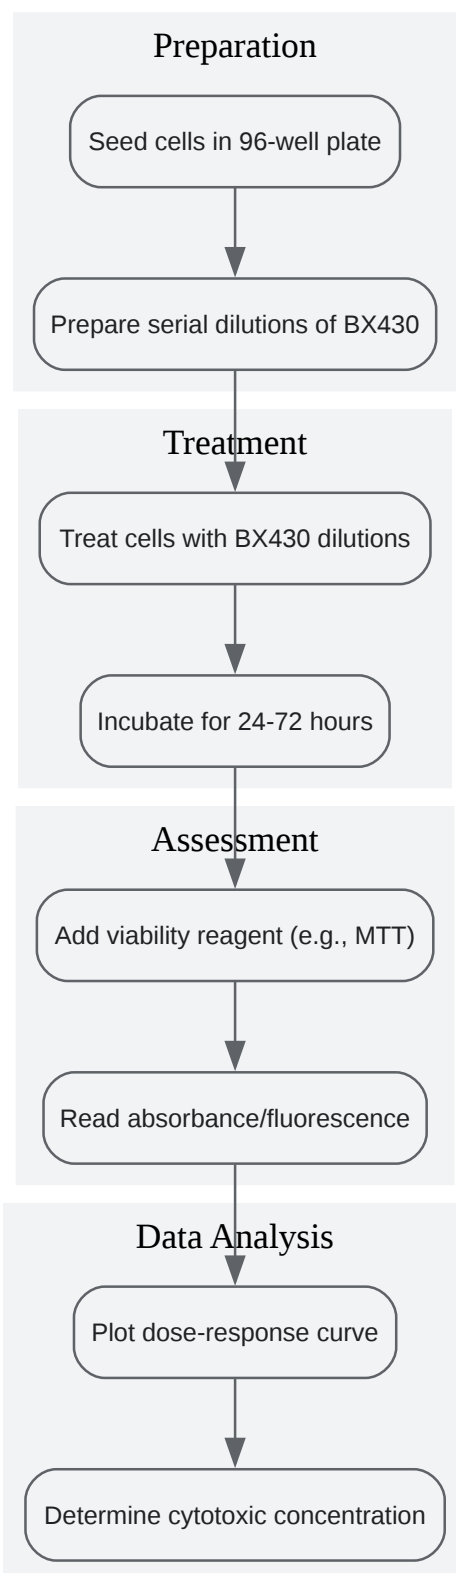 Preparation
Seed cells in 96-well plate
Prepare serial dilutions of BX430
Treatment
Treat cells with BX430 dilutions
Incubate for 24-72 hours
Assessment
Add viability reagent (e.g., MTT)
Read absorbance/fluorescence
Data Analysis
Plot dose-response curve
Determine cytotoxic concentration